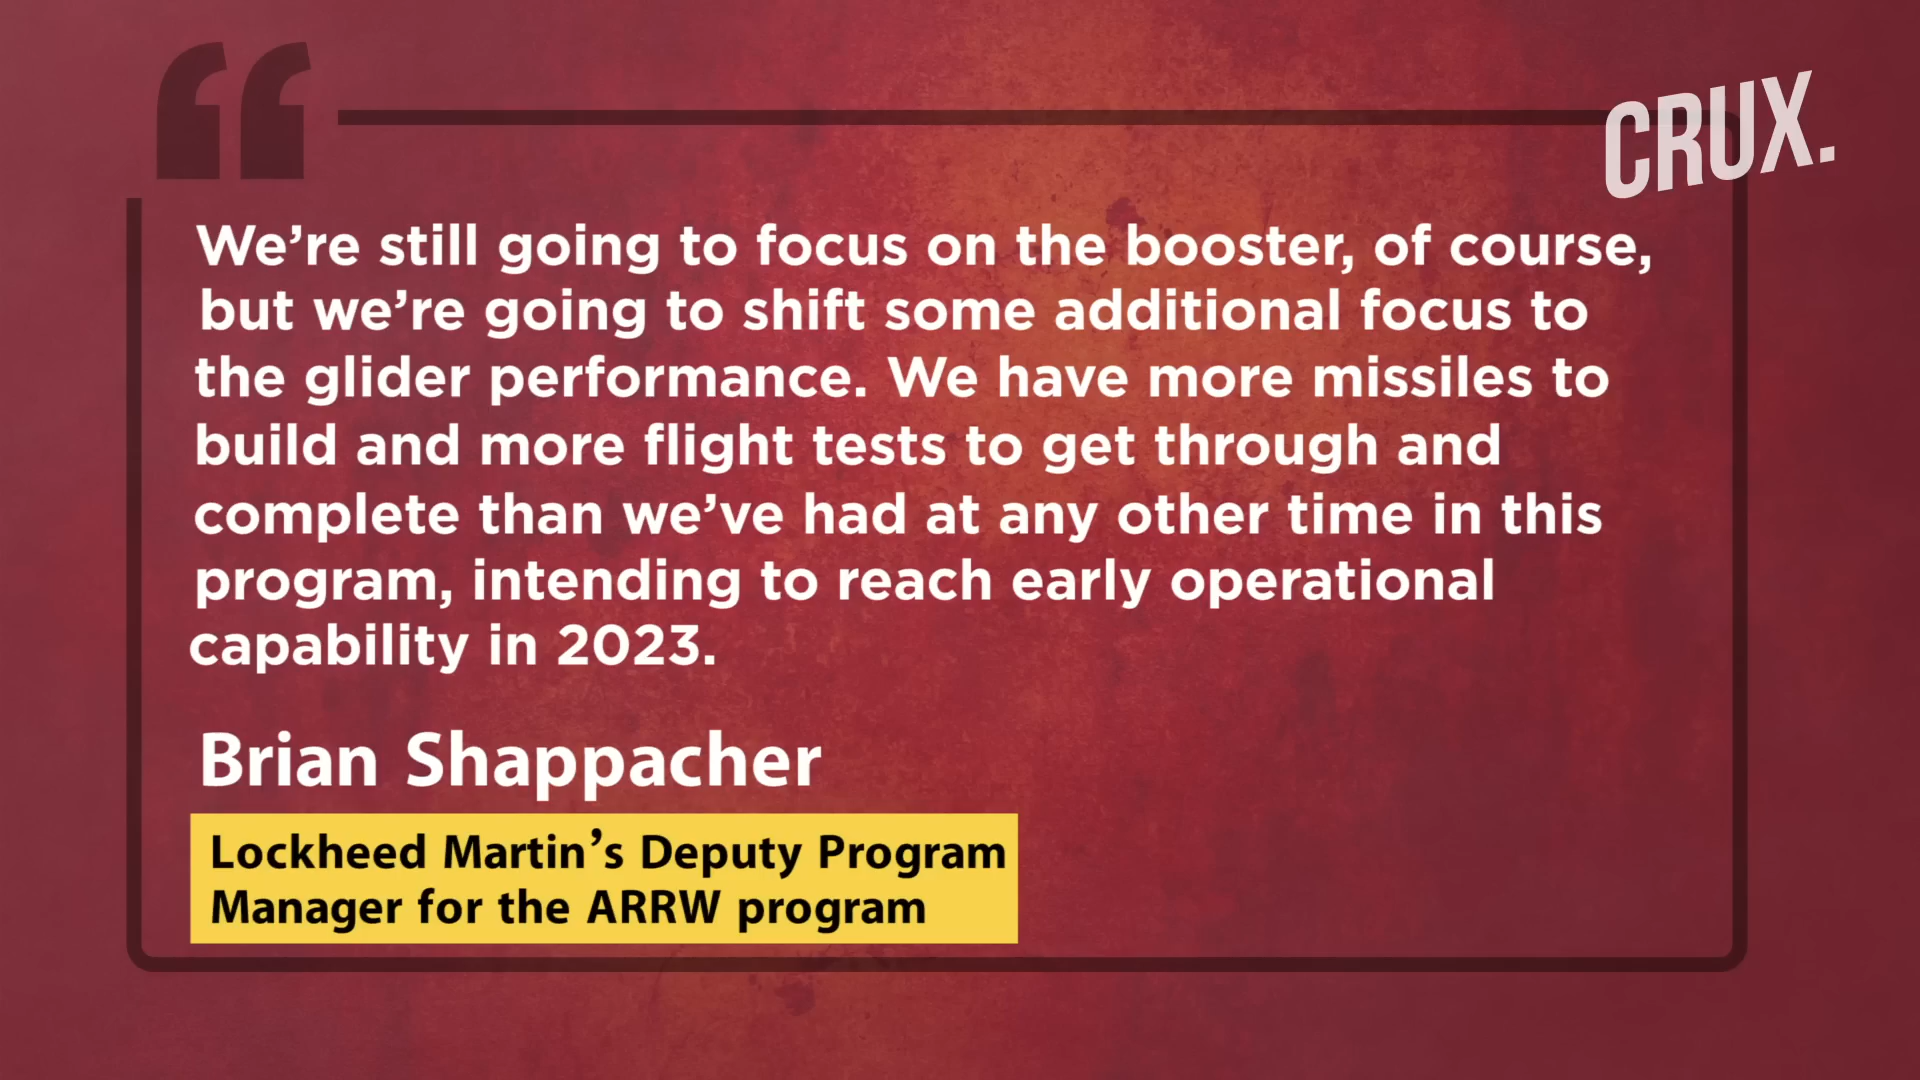 CRUX.
We’re still going to focus on the booster, of course,
but we’re going to shift some additional focus to
the glider performance. We have more missiles to
build and more flight tests to get through and
complete than we’ve had at any other time in this
program, intending to reach early operational
capability in 2023.
Brian Shappacher
Lockheed Martin’s Deputy Program
Manager for the ARRW program